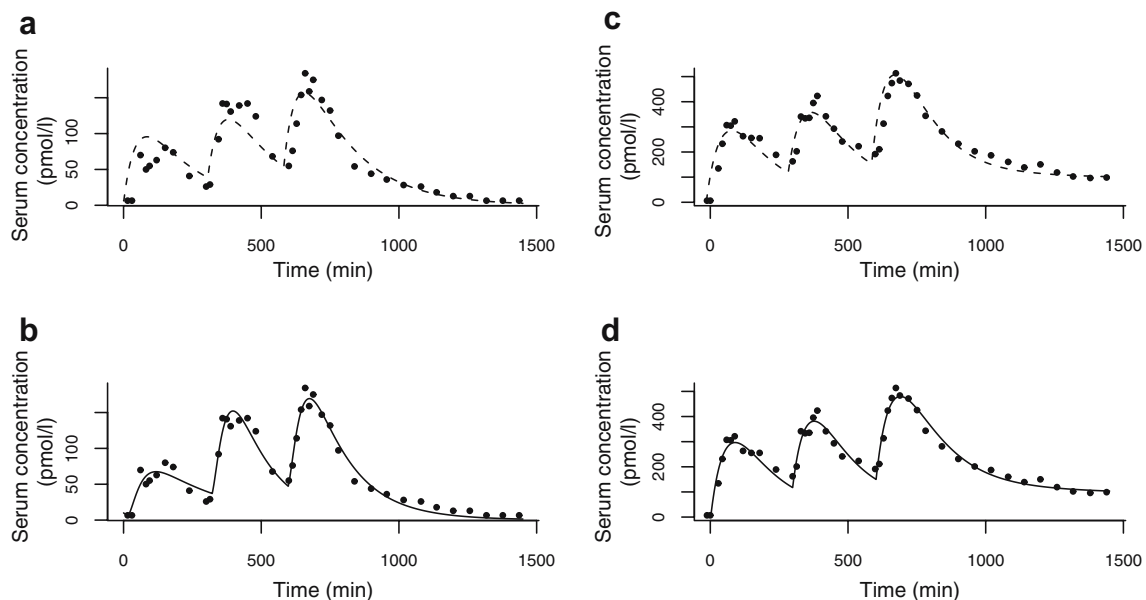 a
Serum concentration
(pmol/l)
100
50
0
0 500 1000 1500
Time (min)
c
Serum concentration
(pmol/l)
400
200
0
0 500 1000 1500
Time (min)
b
Serum concentration
(pmol/l)
100
50
0
0 500 1000 1500
Time (min)
d
Serum concentration
(pmol/l)
400
200
0
0 500 1000 1500
Time (min)